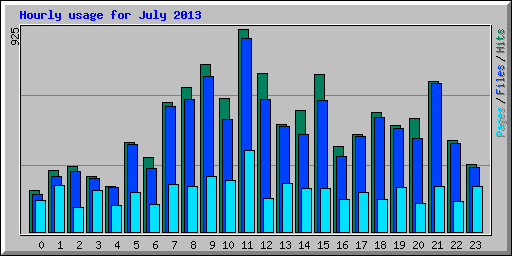 Hourly usage for July 2013
925
Pages/Files/Hits
0 1 2 3 4 5 6 7 8 9 10 11 12 13 14 15 16 17 18 19 20 21 22 23